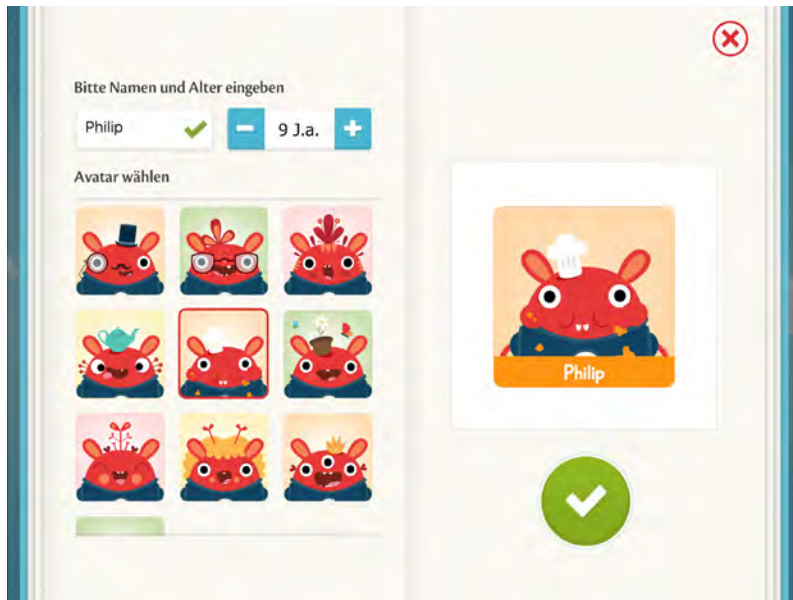 Bitte Namen und Alter eingeben
Philip
9 J.a.
Avatar wählen
Philip